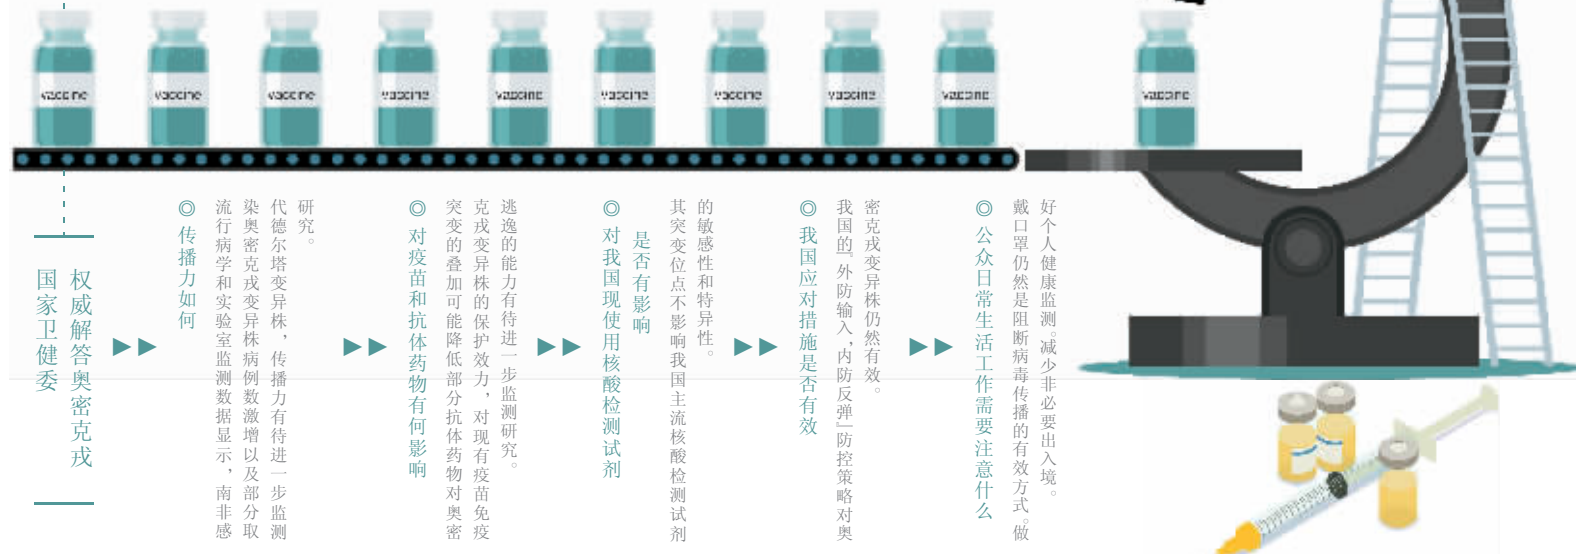 vaccine
vaccine
vaccine
vaccine
vaccine
vaccine
vaccine
vaccine
vaccine
vaccine
国家卫健委
权威解答奥密克戎
◎传播力如何
流行病学和实验室监测数据显示，南非感
染奥密克戎变异株病例数激增以及部分取
代德尔塔变异株，传播力有待进一步监测
研究。
◎对疫苗和抗体药物有何影响
突变的叠加可能降低部分抗体药物对奥密
克戎变异株的保护效力，对现有疫苗免疫
逃逸的能力有待进一步监测研究。
◎对我国现使用核酸检测试剂
是否有影响
其突变位点不影响我国主流核酸检测试剂
的敏感性和特异性。
◎我国应对措施是否有效
我国的『外防输入,内防反弹』防控策略对奥
密克戎变异株仍然有效。
◎公众日常生活工作需要注意什么
戴口罩仍然是阻断病毒传播的有效方式。做
好个人健康监测。减少非必要出入境。